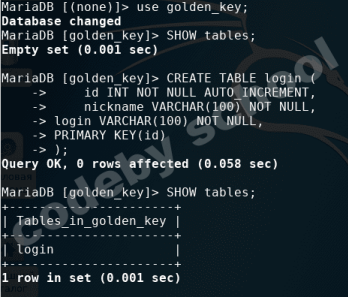 MariaDB [(none)]> use golden_key;
Database changed
MariaDB [golden_key]> SHOW tables;
Empty set (0.001 sec)

MariaDB [golden_key]> CREATE TABLE login (
    ->     id INT NOT NULL AUTO_INCREMENT,
    ->     nickname VARCHAR(100) NOT NULL,
    -> login VARCHAR(100) NOT NULL,
    -> PRIMARY KEY(id)
    -> );
Query OK, 0 rows affected (0.058 sec)

MariaDB [golden_key]> SHOW tables;
+----------------------+
| Tables_in_golden_key |
+----------------------+
| login                |
+----------------------+
1 row in set (0.001 sec)
codeby school